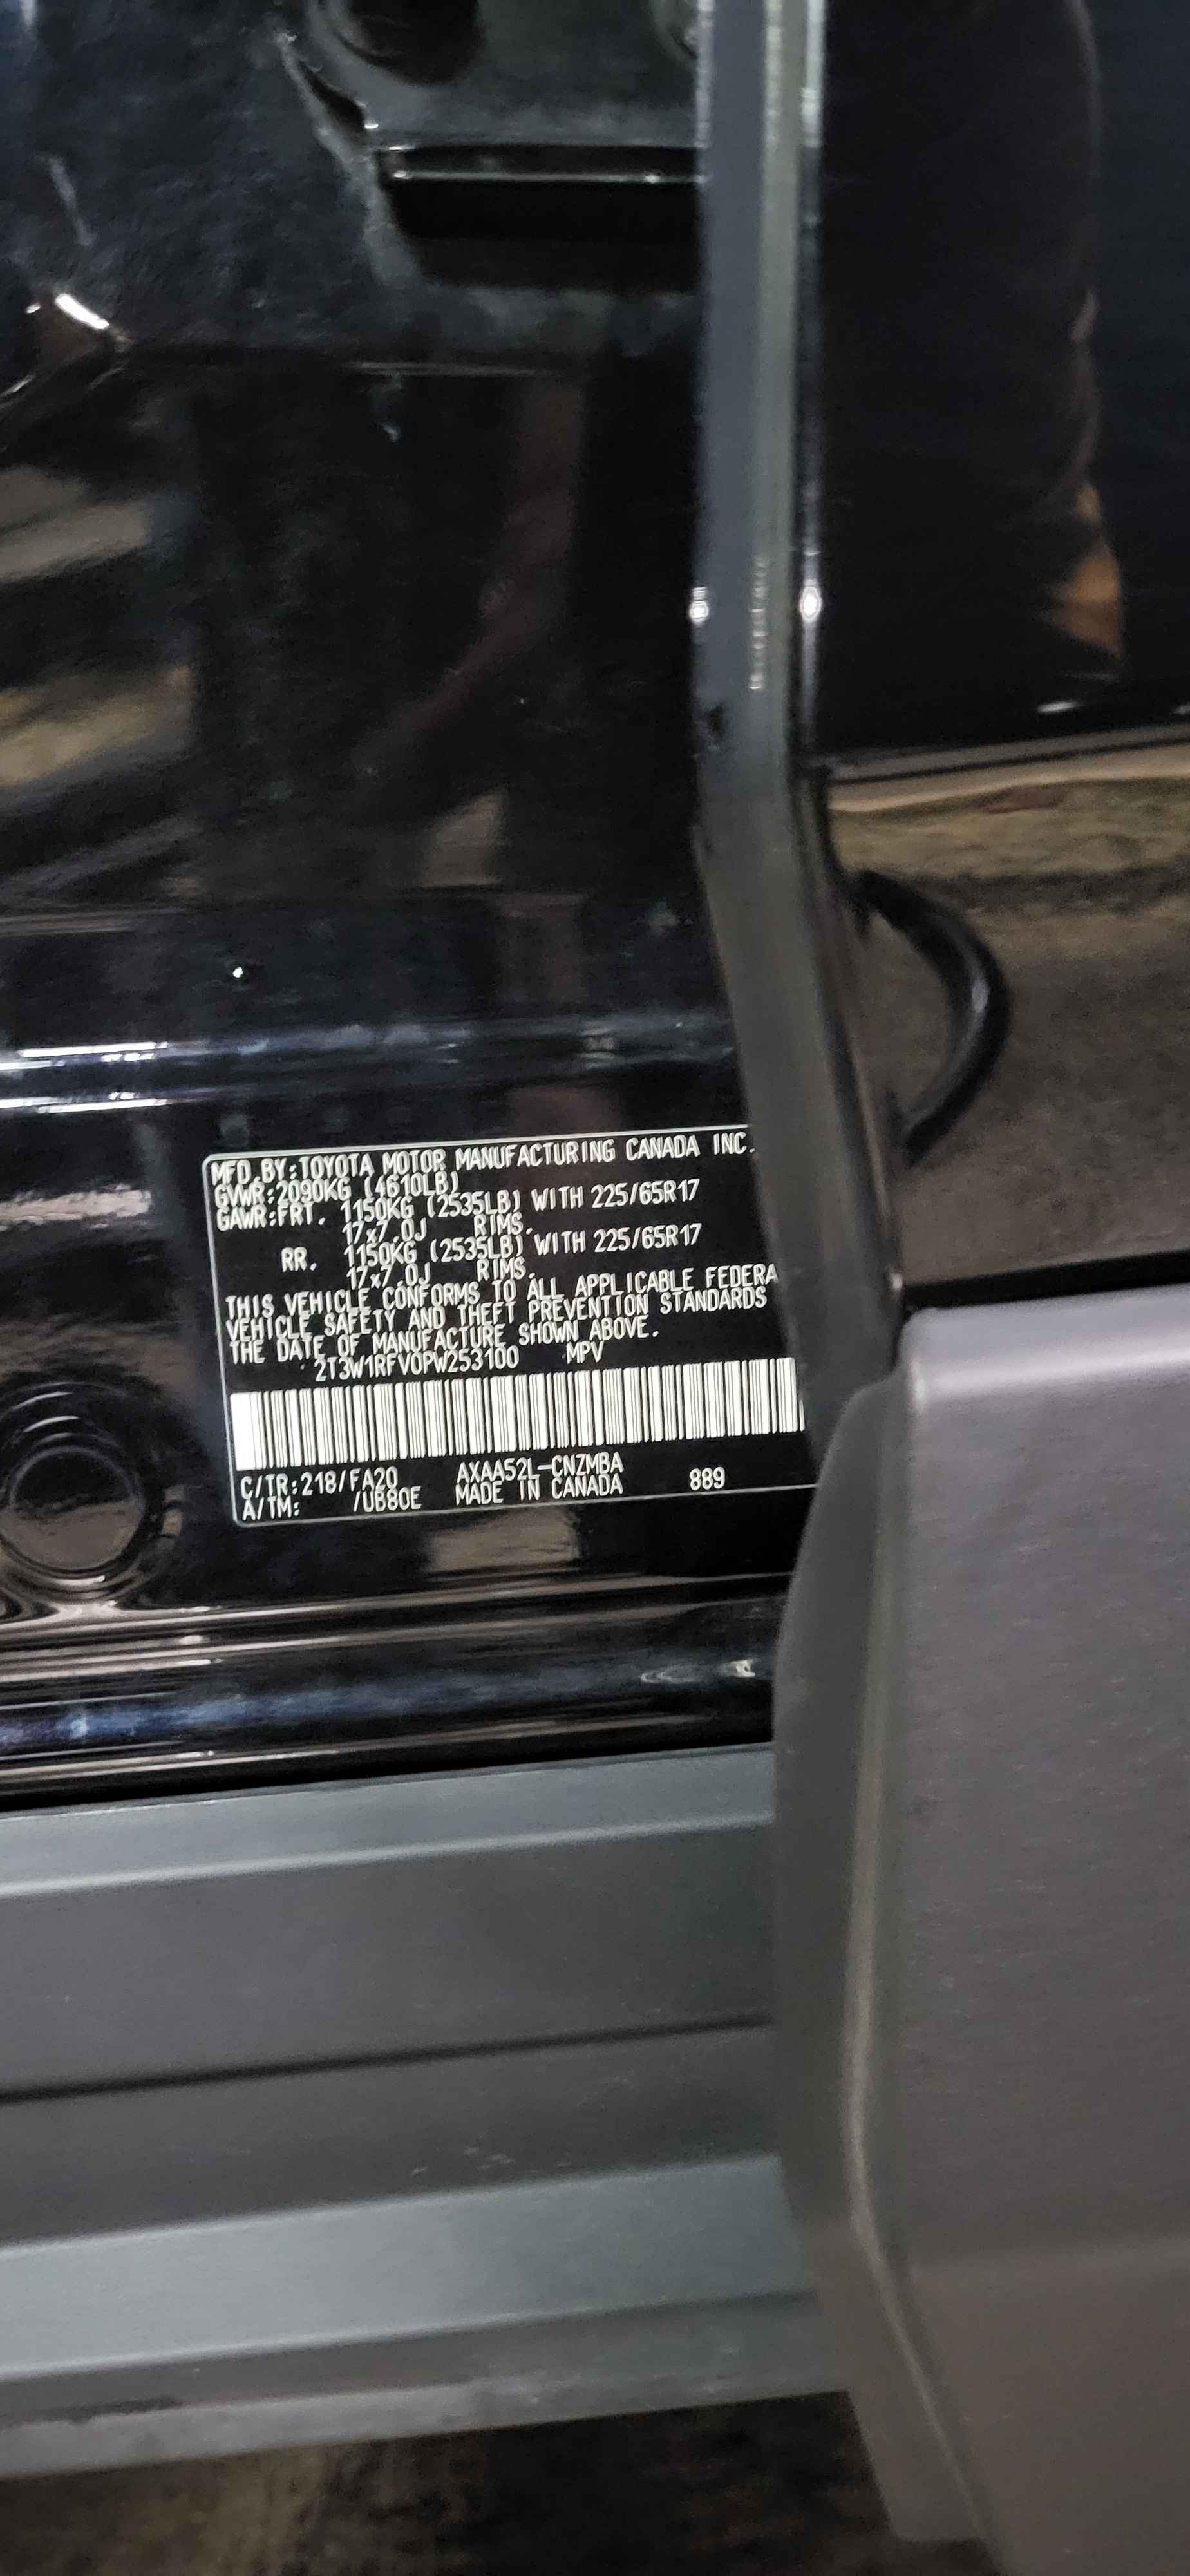 MFD.BY:TOYOTA MOTOR MANUFACTURING CANADA INC.
GVWR:2090KG (4610LB)
GAWR:FRT. 1150KG (2535LB) WITH 225/65R17
17x7.0J RIMS.
RR. 1150KG (2535LB) WITH 225/65R17
17x7.0J RIMS.
THIS VEHICLE CONFORMS TO ALL APPLICABLE FEDERA
VEHICLE SAFETY AND THEFT PREVENTION STANDARDS
THE DATE OF MANUFACTURE SHOWN ABOVE.
2T3W1RFV0PW253100 MPV
C/TR:218/FA20 AXAA52L-CNZMBA 889
A/TM: /UB80E MADE IN CANADA